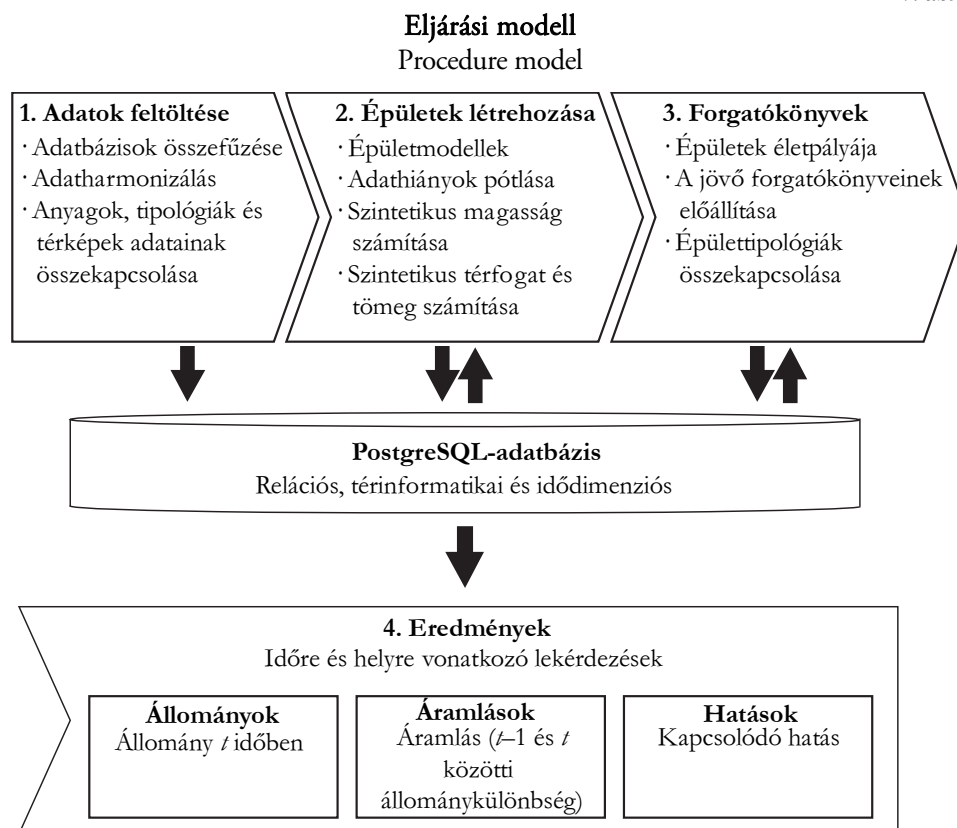 Eljárási modell
Procedure model
1. Adatok feltöltése
· Adatbázisok összefűzése
· Adatharmonizálás
· Anyagok, tipológiák és
térképek adatainak
összekapcsolása
2. Épületek létrehozása
· Épületmodellek
· Adathiányok pótlása
· Szintetikus magasság
számítása
· Szintetikus térfogat és
tömeg számítása
3. Forgatókönyvek
· Épületek életpályája
· A jövő forgatókönyveinek
előállítása
· Épülettipológiák
összekapcsolása
PostgreSQL-adatbázis
Relációs, térinformatikai és idődimenziós
4. Eredmények
Időre és helyre vonatkozó lekérdezések
Állományok
Állomány t időben
Áramlások
Áramlás (t–1 és t
közötti
állománykülönbség)
Hatások
Kapcsolódó hatás